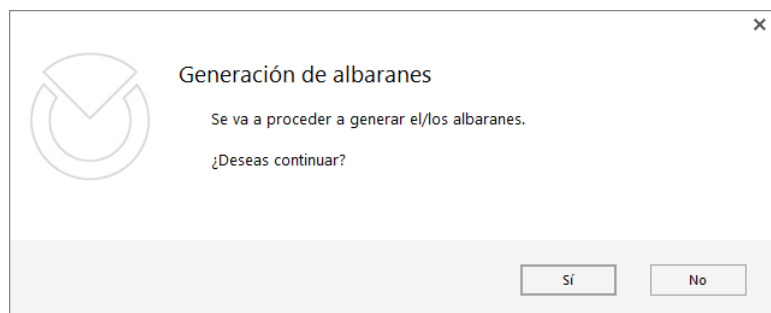 Generación de albaranes
Se va a proceder a generar el/los albaranes.
¿Deseas continuar?
Sí
No